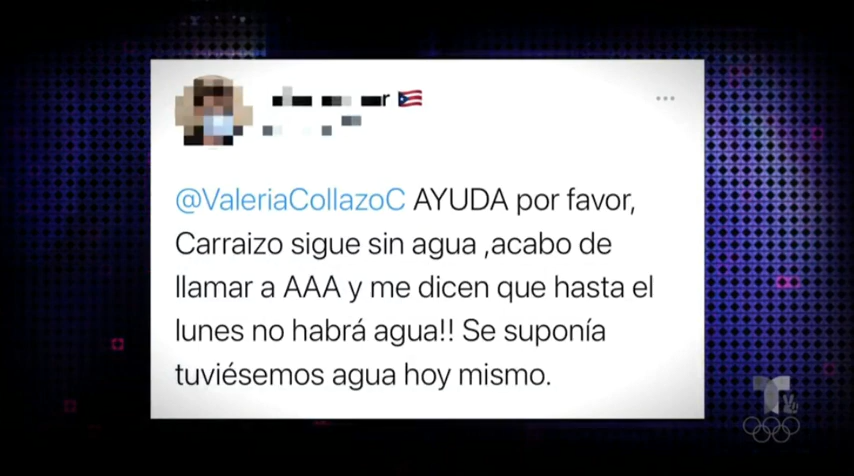 @ValeriaCollazoC AYUDA por favor,
Carraizo sigue sin agua ,acabo de
llamar a AAA y me dicen que hasta el
lunes no habrá agua!! Se suponía
tuviésemos agua hoy mismo.